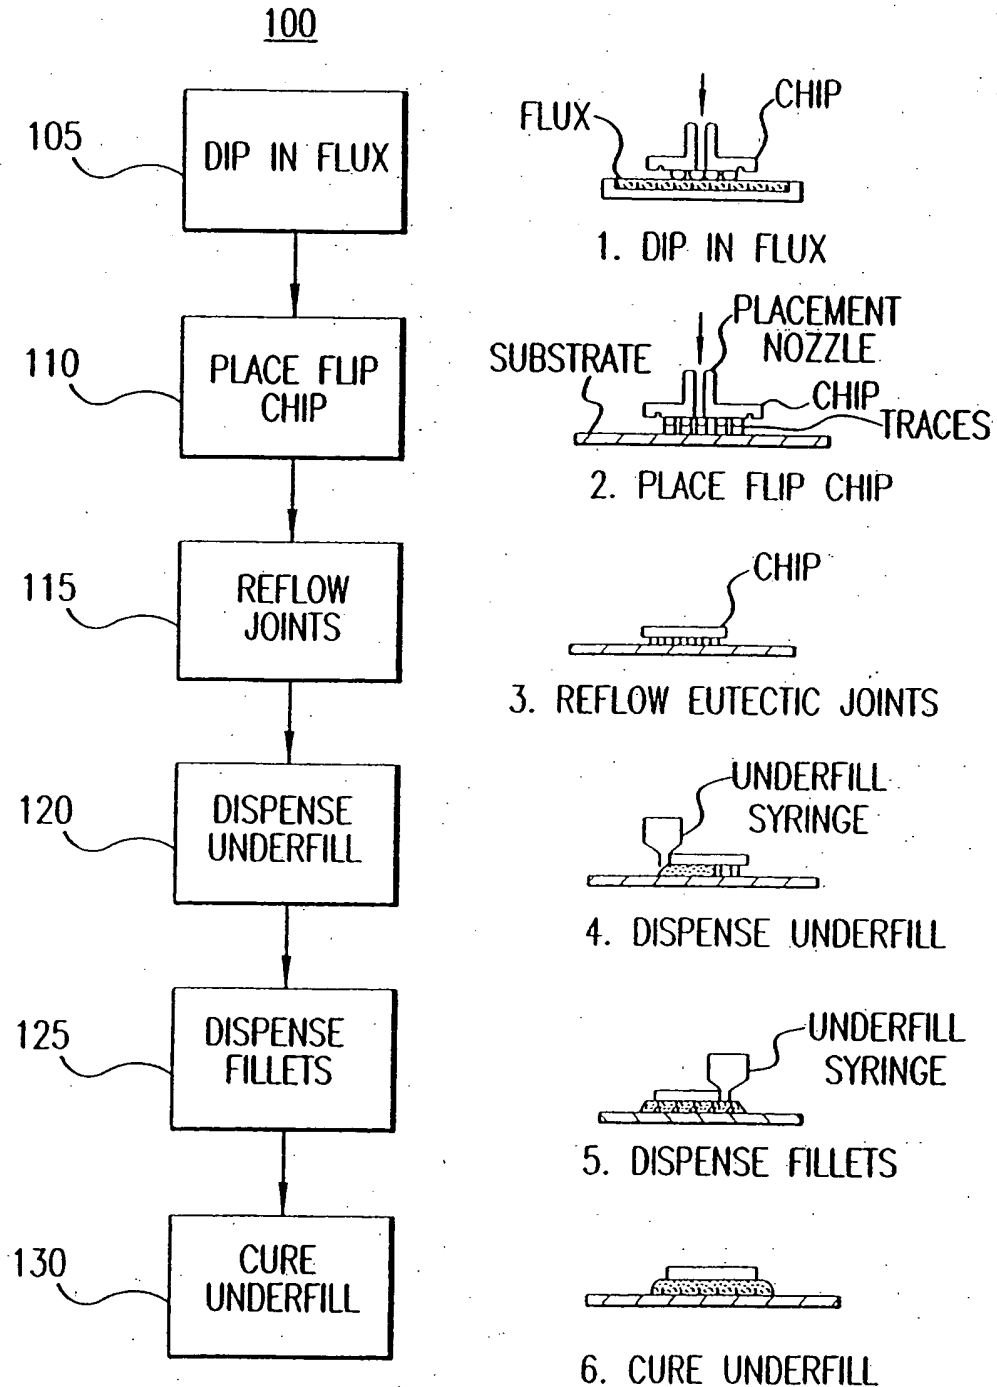 100
105
DIP IN FLUX
FLUX
CHIP
1. DIP IN FLUX
110
PLACE FLIP
CHIP
SUBSTRATE
PLACEMENT
NOZZLE
CHIP
TRACES
2. PLACE FLIP CHIP
115
REFLOW
JOINTS
CHIP
3. REFLOW EUTECTIC JOINTS
120
DISPENSE
UNDERFILL
UNDERFILL
SYRINGE
4. DISPENSE UNDERFILL
125
DISPENSE
FILLETS
UNDERFILL
SYRINGE
5. DISPENSE FILLETS
130
CURE
UNDERFILL
6. CURE UNDERFILL